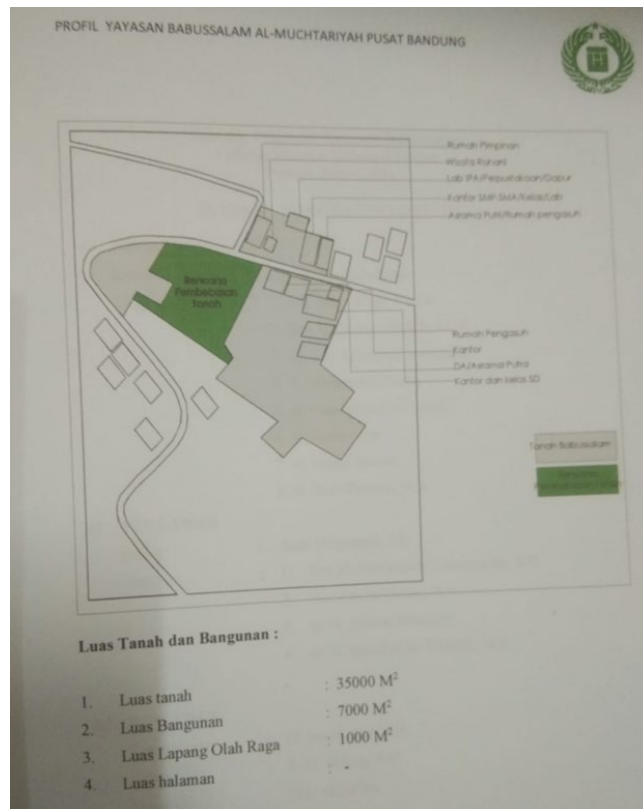 PROFIL YAYASAN BABUSSALAM AL-MUCHTARIYAH PUSAT BANDUNG
Rumah Pimpinan
Wisata Rohani
Lab IPA/Perpustakaan/Dapur
Kantor SMP-SMA/Kelas/Lab
Asrama Putri/Rumah pengasuh
Rencana
Pembebasan
Tanah
Rumah Pengasuh
Kantor
DA/Asrama Putra
Kantor dan kelas SD
Tanah Babussalam
Rencana
Luas Tanah dan Bangunan :
1. Luas tanah : 35000 M²
2. Luas Bangunan : 7000 M²
3. Luas Lapang Olah Raga : 1000 M²
4. Luas halaman : -